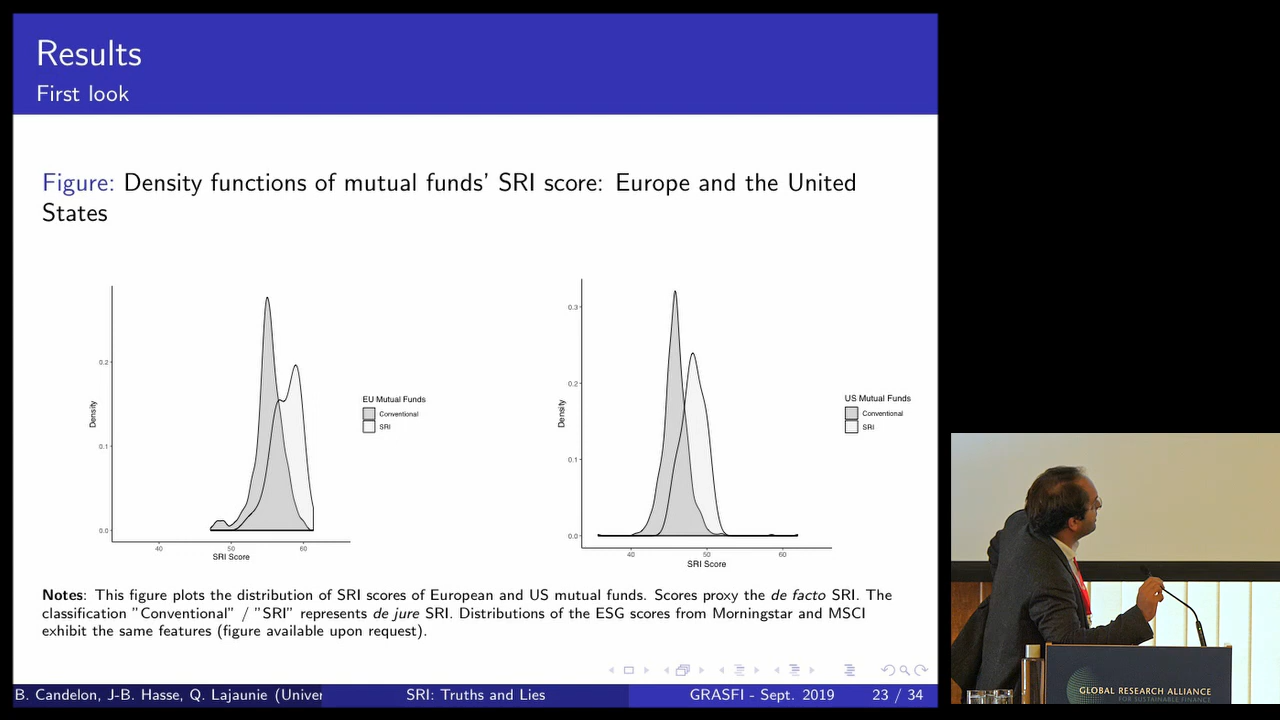 Results
First look
Figure: Density functions of mutual funds' SRI score: Europe and the United
States
0.2
0.1
0.0
Density
40
50
60
SRI Score
EU Mutual Funds
Conventional
SRI
0.3
0.2
0.1
0.0
Density
40
50
60
SRI Score
US Mutual Funds
Conventional
SRI
Notes: This figure plots the distribution of SRI scores of European and US mutual funds. Scores proxy the de facto SRI. The
classification "Conventional" / "SRI" represents de jure SRI. Distributions of the ESG scores from Morningstar and MSCI
exhibit the same features (figure available upon request).
B. Candelon, J-B. Hasse, Q. Lajaunie (Univer
SRI: Truths and Lies
GRASFI - Sept. 2019
23 / 34
GLOBAL RESEARCH ALLIANCE
FOR SUSTAINABLE FINANCE